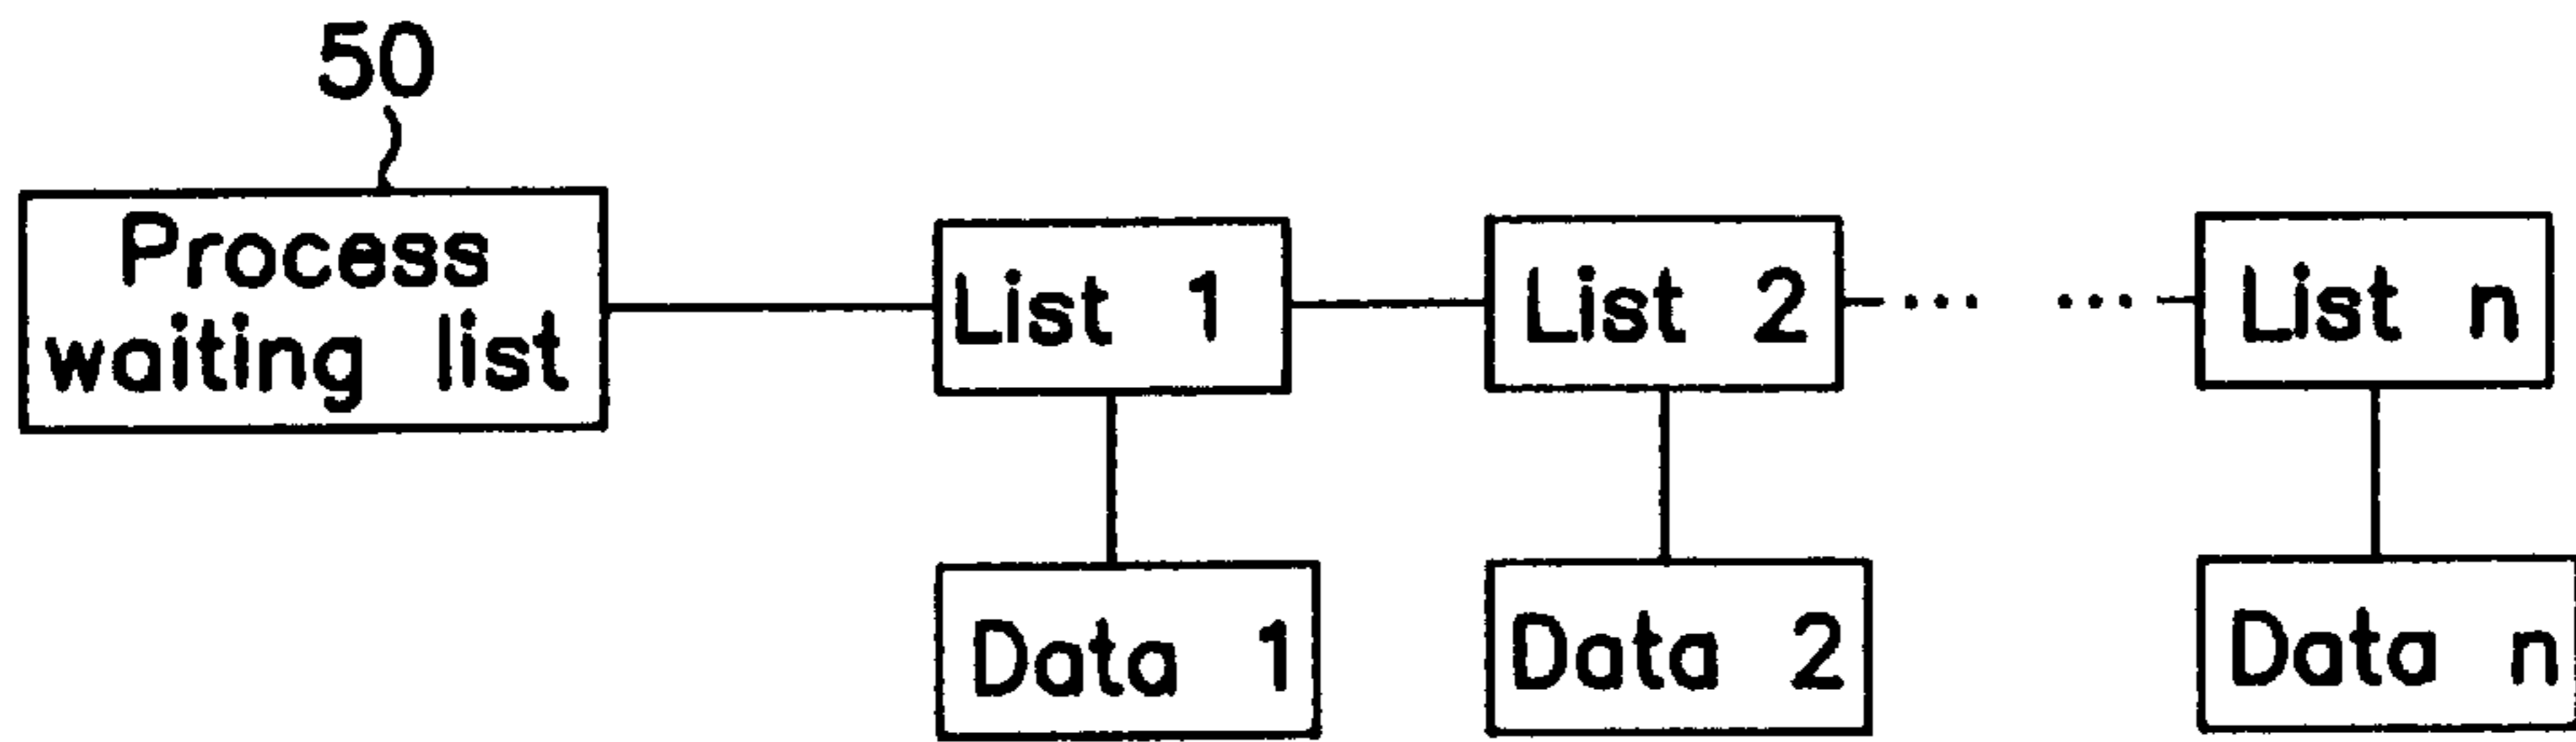 50
Process
waiting list
List 1
List 2
... ...
List n
Data 1
Data 2
Data n